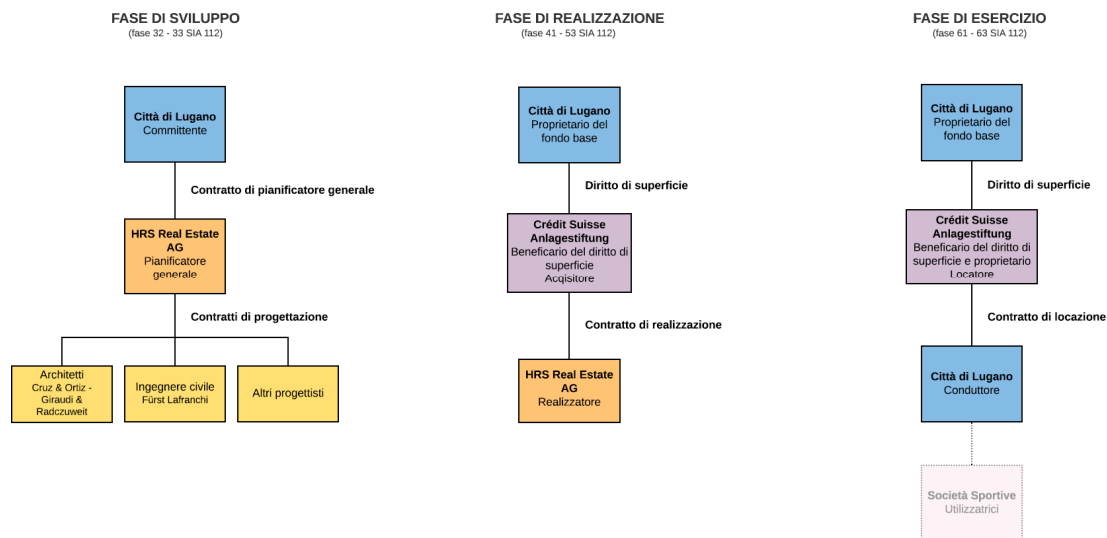 FASE DI SVILUPPO
(fase 32 - 33 SIA 112)
Città di Lugano
Committente
Contratto di pianificatore generale
HRS Real Estate
AG
Pianificatore
generale
Contratti di progettazione
Architetti
Cruz & Ortiz -
Giraudi &
Radczuweit
Ingegnere civile
Fürst Lafranchi
Altri progettisti
FASE DI REALIZZAZIONE
(fase 41 - 53 SIA 112)
Città di Lugano
Proprietario del
fondo base
Diritto di superficie
Crédit Suisse
Anlagestiftung
Beneficario del diritto di
superficie
Acqisitore
Contratto di realizzazione
HRS Real Estate
AG
Realizzatore
FASE DI ESERCIZIO
(fase 61 - 63 SIA 112)
Città di Lugano
Proprietario del
fondo base
Diritto di superficie
Crédit Suisse
Anlagestiftung
Beneficario del diritto di
superficie e proprietario
Locatore
Contratto di locazione
Città di Lugano
Conduttore
Società Sportive
Utilizzatrici